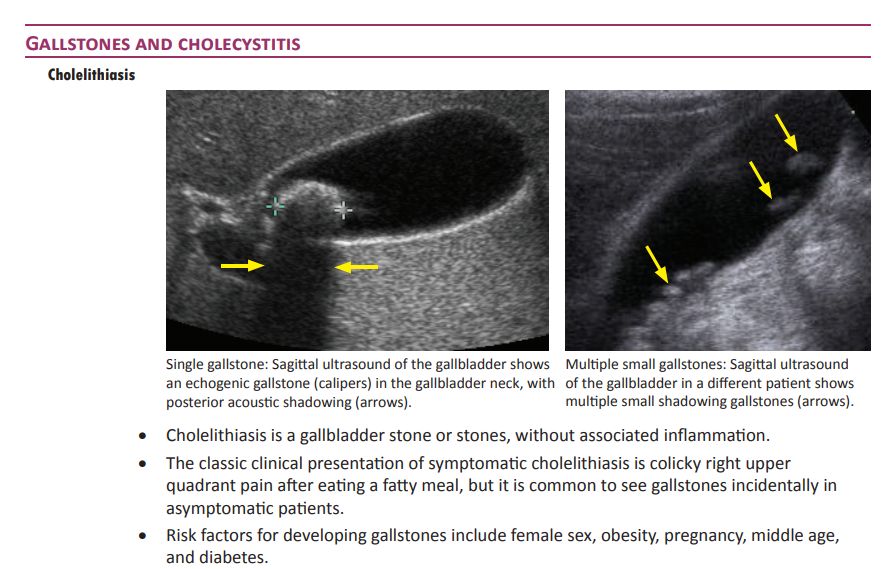 GALLSTONES AND CHOLECYSTITIS
Cholelithiasis
Single gallstone: Sagittal ultrasound of the gallbladder shows
an echogenic gallstone (calipers) in the gallbladder neck, with
posterior acoustic shadowing (arrows).
Multiple small gallstones: Sagittal ultrasound
of the gallbladder in a different patient shows
multiple small shadowing gallstones (arrows).
• Cholelithiasis is a gallbladder stone or stones, without associated inflammation.
• The classic clinical presentation of symptomatic cholelithiasis is colicky right upper
quadrant pain after eating a fatty meal, but it is common to see gallstones incidentally in
asymptomatic patients.
• Risk factors for developing gallstones include female sex, obesity, pregnancy, middle age,
and diabetes.